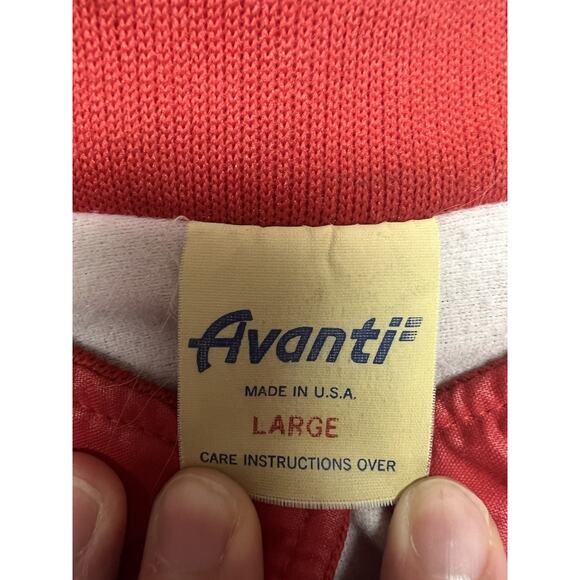 Avanti
MADE IN U.S.A.
LARGE
CARE INSTRUCTIONS OVER